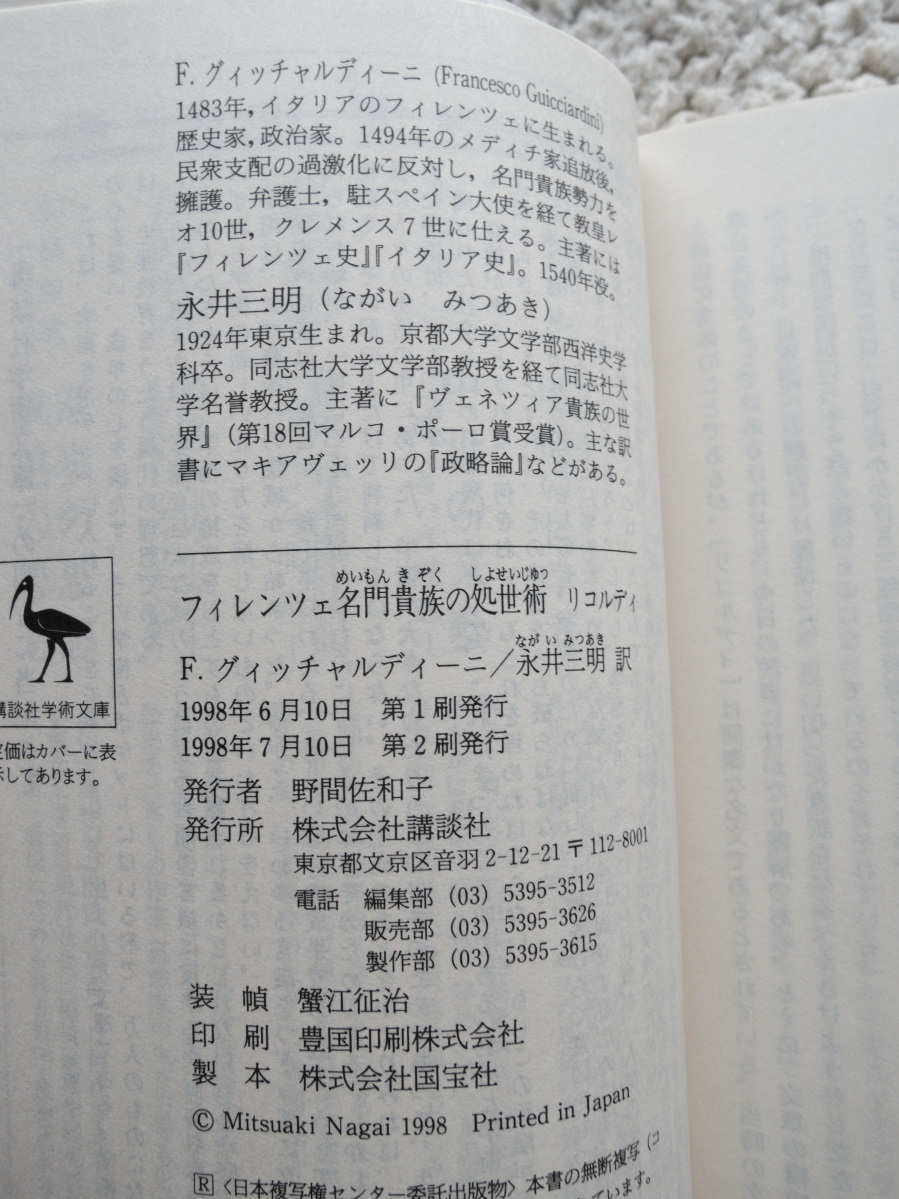 F. グィッチャルディーニ (Francesco Guicciardini)
1483年，イタリアのフィレンツェに生まれる。
歴史家，政治家。1494年のメディチ家追放後，
民衆支配の過激化に反対し，名門貴族勢力を
擁護。弁護士，駐スペイン大使を経て教皇レ
オ10世，クレメンス7世に仕える。主著には
『フィレンツェ史』『イタリア史』。1540年没。
永井三明（ながい　みつあき）
1924年東京生まれ。京都大学文学部西洋史学
科卒。同志社大学文学部教授を経て同志社大
学名誉教授。主著に『ヴェネツィア貴族の世
界』（第18回マルコ・ポーロ賞受賞）。主な訳
書にマキアヴェッリの『政略論』などがある。
めいもん き ぞく しよせいじゆつ
フィレンツェ名門貴族の処世術 リコルディ
なが い みつあき
F. グィッチャルディーニ／永井三明 訳
1998年6月10日　第1刷発行
1998年7月10日　第2刷発行
発行者　野間佐和子
発行所　株式会社講談社
東京都文京区音羽 2-12-21 〒112-8001
電話　編集部 (03) 5395-3512
販売部 (03) 5395-3626
製作部 (03) 5395-3615
装　幀　蟹江征治
印　刷　豊国印刷株式会社
製　本　株式会社国宝社
© Mitsuaki Nagai 1998　Printed in Japan
Ⓡ〈日本複写権センター委託出版物〉本書の無断複写（コ
ています。
講談社学術文庫
定価はカバーに表
示してあります。